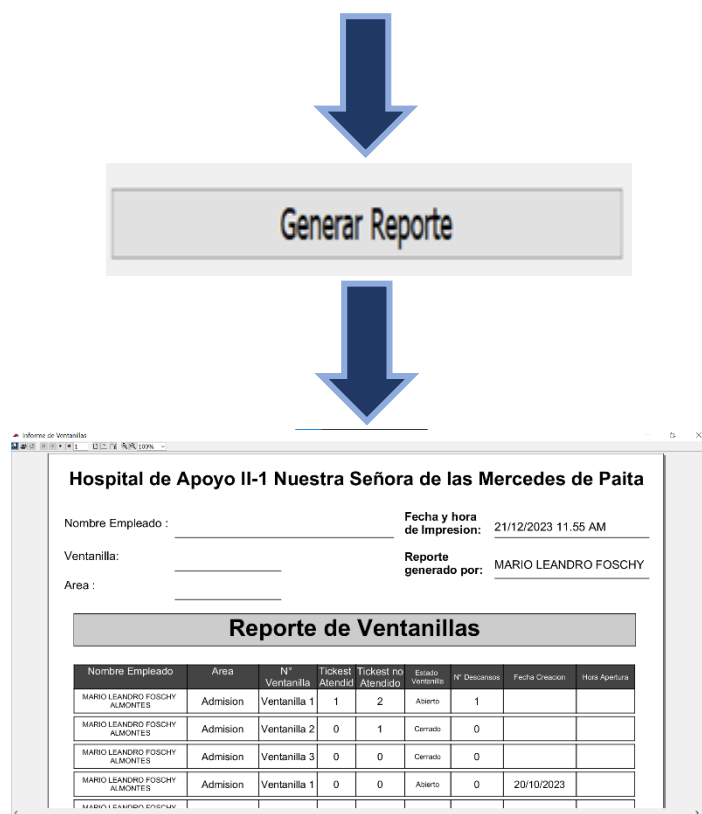 Generar Reporte
Informe de Ventanillas
1 100%
Hospital de Apoyo II-1 Nuestra Señora de las Mercedes de Paita
Nombre Empleado :
Fecha y hora
de Impresion: 21/12/2023 11.55 AM
Ventanilla:
Reporte
generado por: MARIO LEANDRO FOSCHY
Area :
Reporte de Ventanillas
Nombre Empleado Area N° Ventanilla Tickest Atendid Tickest no Atendido Estado Ventanilla N° Descansos Fecha Creacion Hora Apertura
MARIO LEANDRO FOSCHY ALMONTES Admision Ventanilla 1 1 2 Abierto 1
MARIO LEANDRO FOSCHY ALMONTES Admision Ventanilla 2 0 1 Cerrado 0
MARIO LEANDRO FOSCHY ALMONTES Admision Ventanilla 3 0 0 Cerrado 0
MARIO LEANDRO FOSCHY ALMONTES Admision Ventanilla 1 0 0 Abierto 0 20/10/2023
MARIO LEANDRO FOSCHY